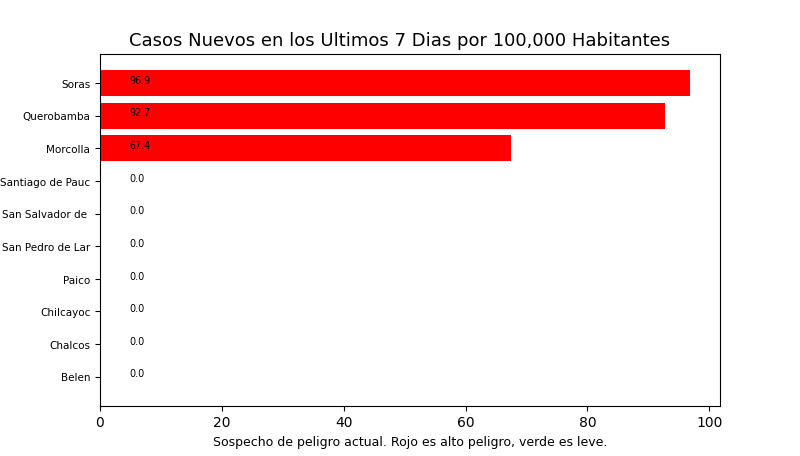 Casos Nuevos en los Ultimos 7 Dias por 100,000 Habitantes
Soras 96.9
Querobamba 92.7
Morcolla 67.4
Santiago de Pauc 0.0
San Salvador de 0.0
San Pedro de Lar 0.0
Paico 0.0
Chilcayoc 0.0
Chalcos 0.0
Belen 0.0
0 20 40 60 80 100
Sospecho de peligro actual. Rojo es alto peligro, verde es leve.